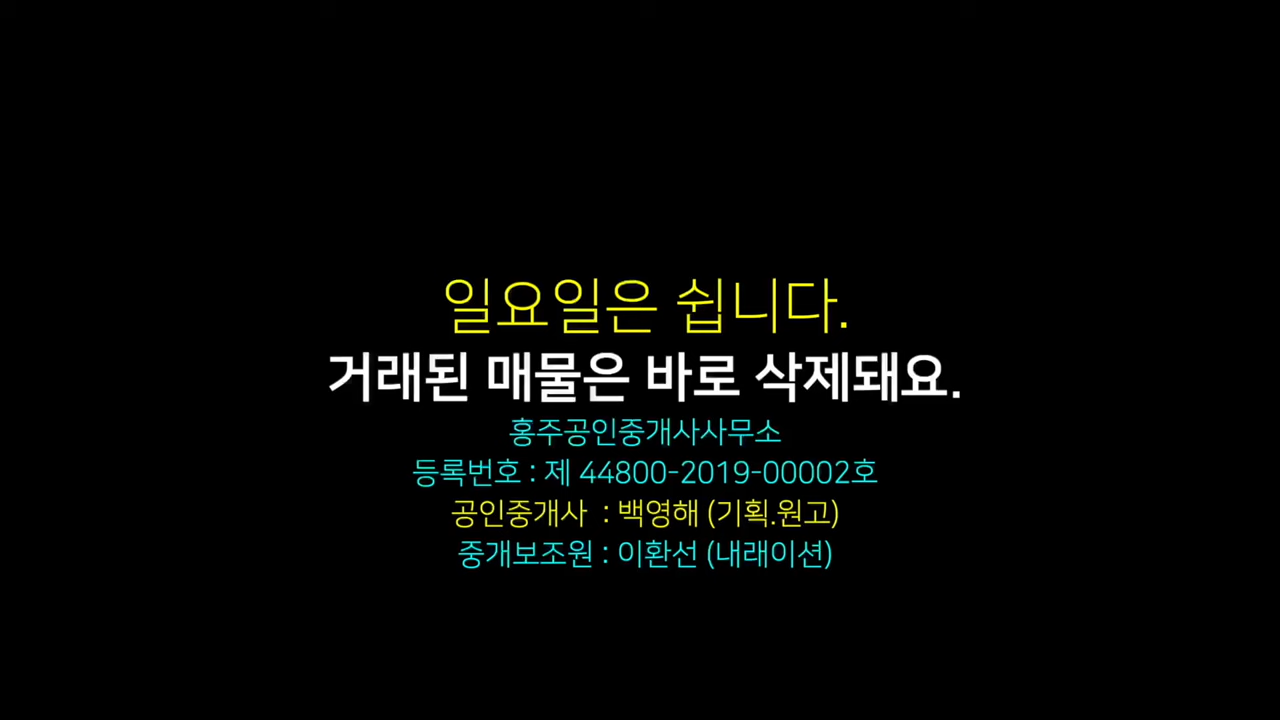 일요일은 쉽니다.
거래된 매물은 바로 삭제돼요.
홍주공인중개사사무소
등록번호 : 제 44800-2019-00002호
공인중개사 : 백영해 (기획.원고)
중개보조원 : 이환선 (내래이션)